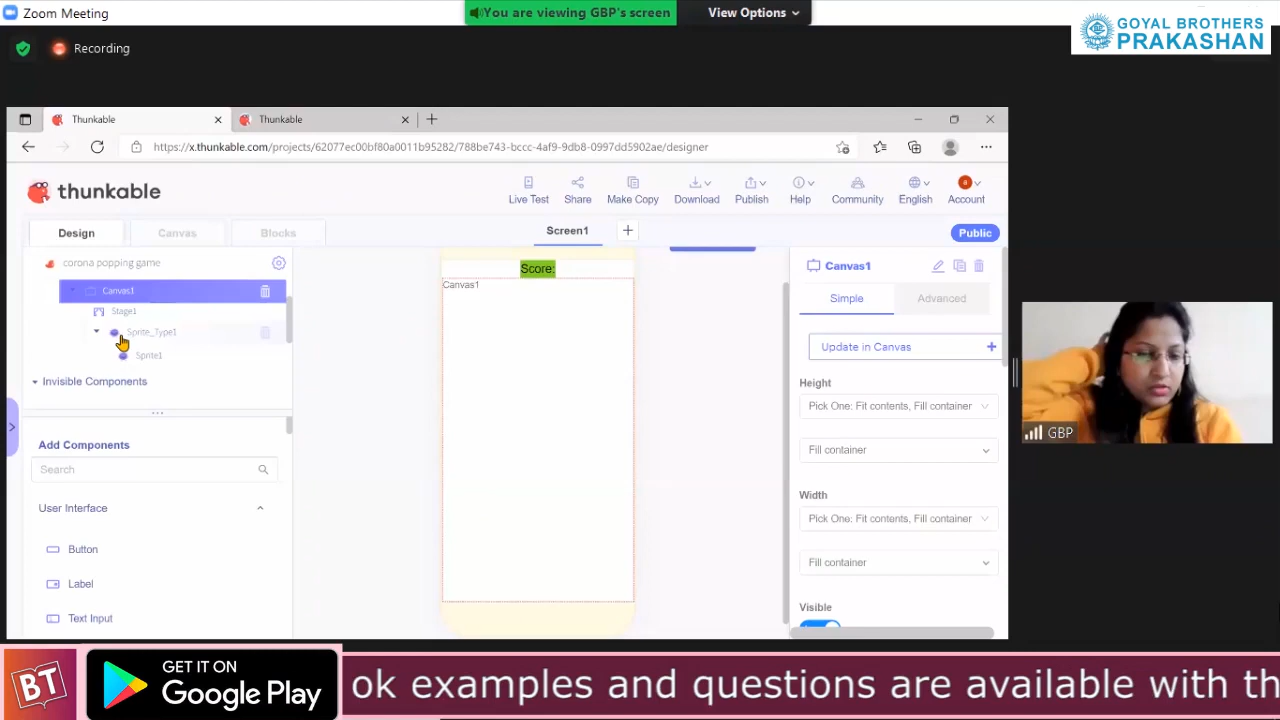 Zoom Meeting
You are viewing GBP's screen
View Options
GOYAL BROTHERS
PRAKASHAN
Recording
Thunkable
Thunkable
https://x.thunkable.com/projects/62077ec00bf80a0011b95282/788be743-bccc-4af9-9db8-0997dd5902ae/designer
thunkable
Live Test
Share
Make Copy
Download
Publish
Help
Community
English
Account
Design
Canvas
Blocks
Screen1
Public
corona popping game
Canvas1
Stage1
Sprite_Type1
Sprite1
Invisible Components
Add Components
Search
User Interface
Button
Label
Text Input
Score:
Canvas1
Canvas1
Simple
Advanced
Update in Canvas
Height
Pick One: Fit contents, Fill container
Fill container
Width
Pick One: Fit contents, Fill container
Fill container
Visible
GBP
BT
GET IT ON
Google Play
ok examples and questions are available with th